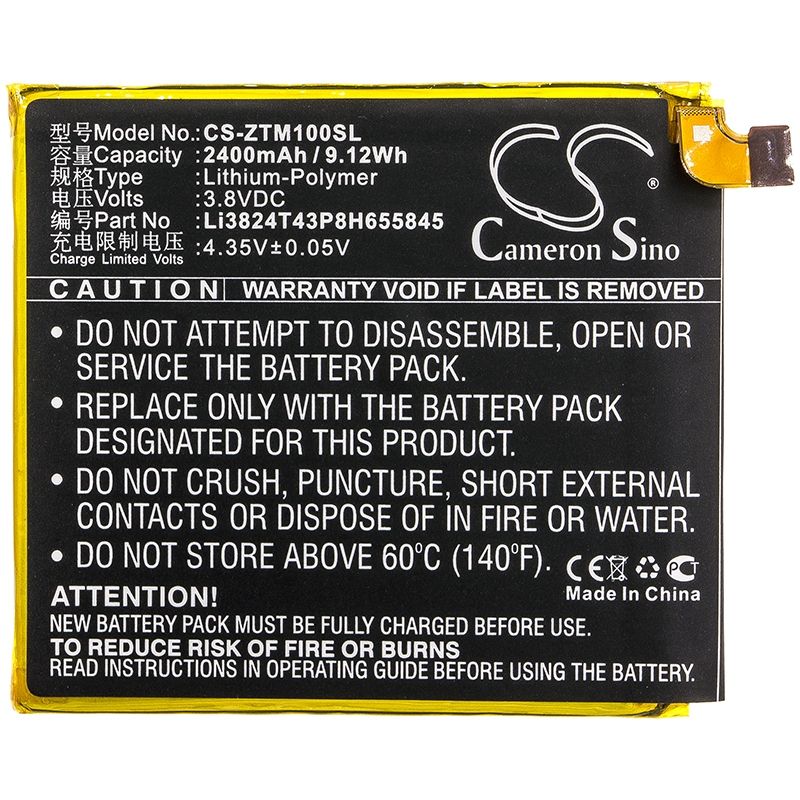 型号Model No.: CS-ZTM100SL
容量Capacity : 2400mAh / 9.12Wh
规格Type : Lithium-Polymer
电压Volts : 3.8VDC
编号Part No. : Li3824T43P8H655845
充电限制电压 : 4.35V±0.05V
Charge Limited Volts
CS
®
Cameron Sino
CAUTION WARRANTY VOID IF LABEL IS REMOVED
• DO NOT ATTEMPT TO DISASSEMBLE, OPEN OR
SERVICE THE BATTERY PACK.
• REPLACE ONLY WITH THE BATTERY PACK
DESIGNATED FOR THIS PRODUCT.
• DO NOT CRUSH, PUNCTURE, SHORT EXTERNAL
CONTACTS OR DISPOSE OF IN FIRE OR WATER.
• DO NOT STORE ABOVE 60°C (140°F).
CE PCT
Made In China
ATTENTION!
NEW BATTERY PACK MUST BE FULLY CHARGED BEFORE USED.
TO REDUCE RISK OF FIRE OR BURNS
READ INSTRUCTIONS IN OPERATING GUIDE BEFORE USE.